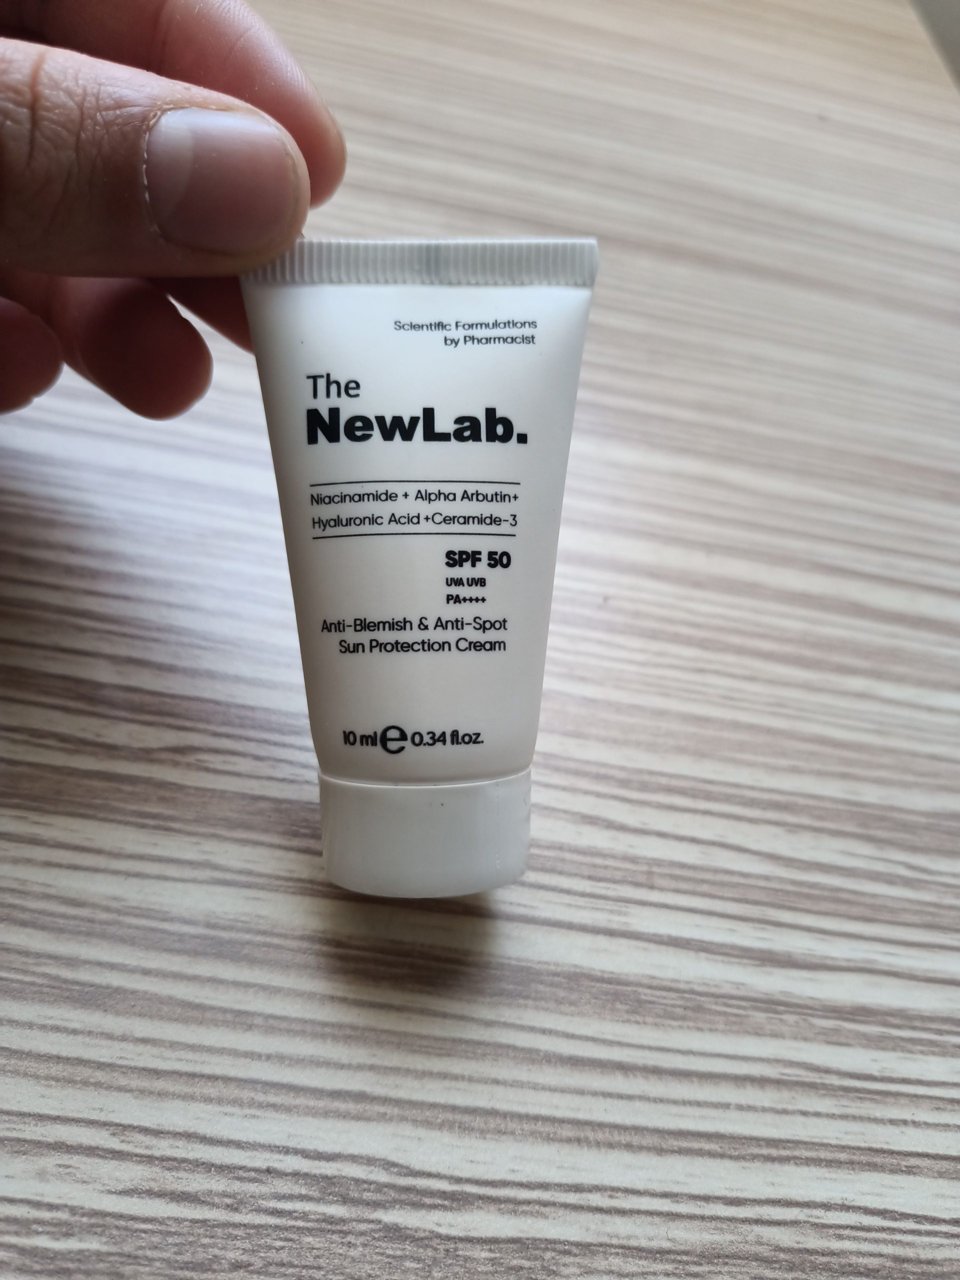 Scientific Formulations
by Pharmacist
The
NewLab.
Niacinamide + Alpha Arbutin+
Hyaluronic Acid +Ceramide-3
SPF 50
UVA UVB
PA++++
Anti-Blemish & Anti-Spot
Sun Protection Cream
10 ml e 0.34 fl.oz.